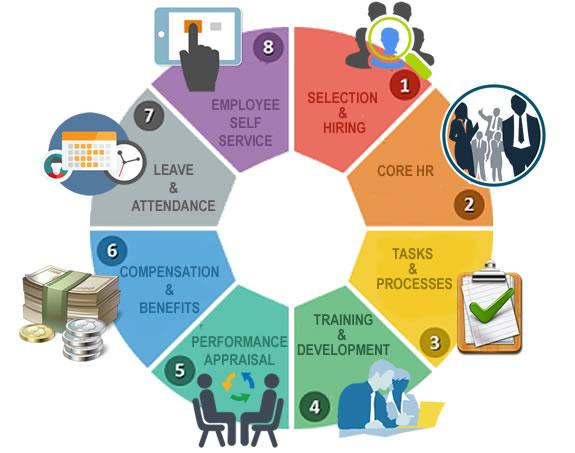 1
SELECTION
&
HIRING
2
CORE HR
3
TASKS
&
PROCESSES
4
TRAINING
&
DEVELOPMENT
5
PERFORMANCE
APPRAISAL
6
COMPENSATION
&
BENEFITS
7
LEAVE
&
ATTENDANCE
8
EMPLOYEE
SELF
SERVICE